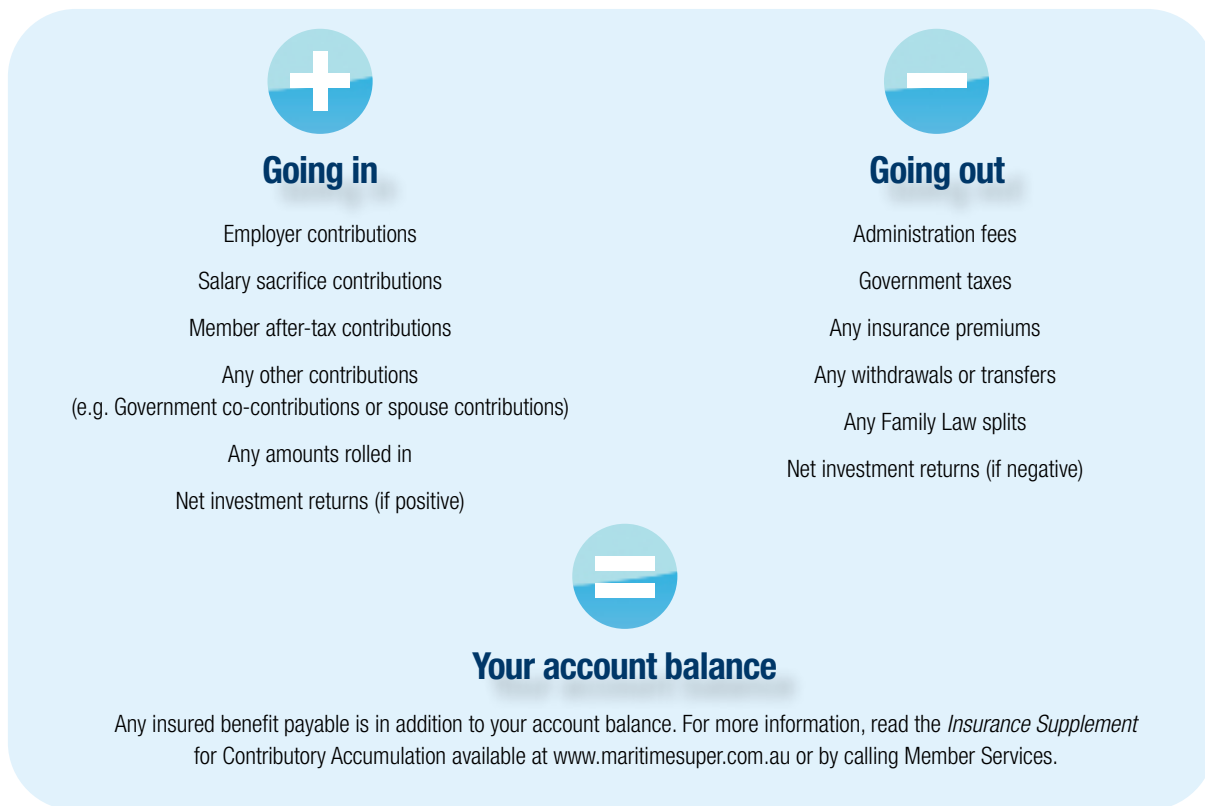 Going in
Employer contributions
Salary sacrifice contributions
Member after-tax contributions
Any other contributions
(e.g. Government co-contributions or spouse contributions)
Any amounts rolled in
Net investment returns (if positive)
Going out
Administration fees
Government taxes
Any insurance premiums
Any withdrawals or transfers
Any Family Law splits
Net investment returns (if negative)
Your account balance
Any insured benefit payable is in addition to your account balance. For more information, read the Insurance Supplement
for Contributory Accumulation available at www.maritimesuper.com.au or by calling Member Services.